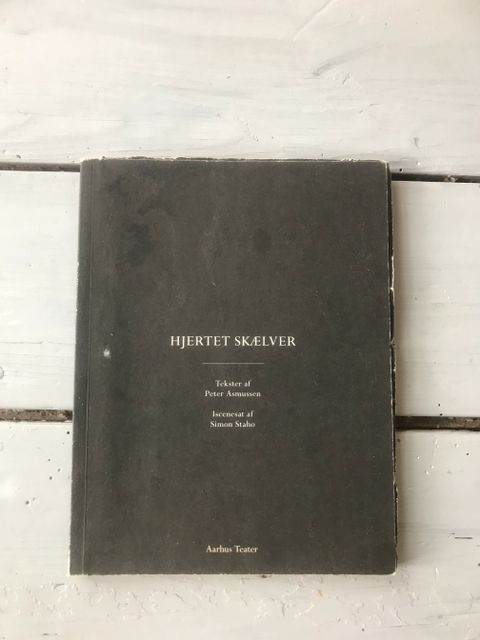 HJERTET SKÆLVER
Tekster af
Peter Asmussen
Iscenesat af
Simon Staho
Aarhus Teater